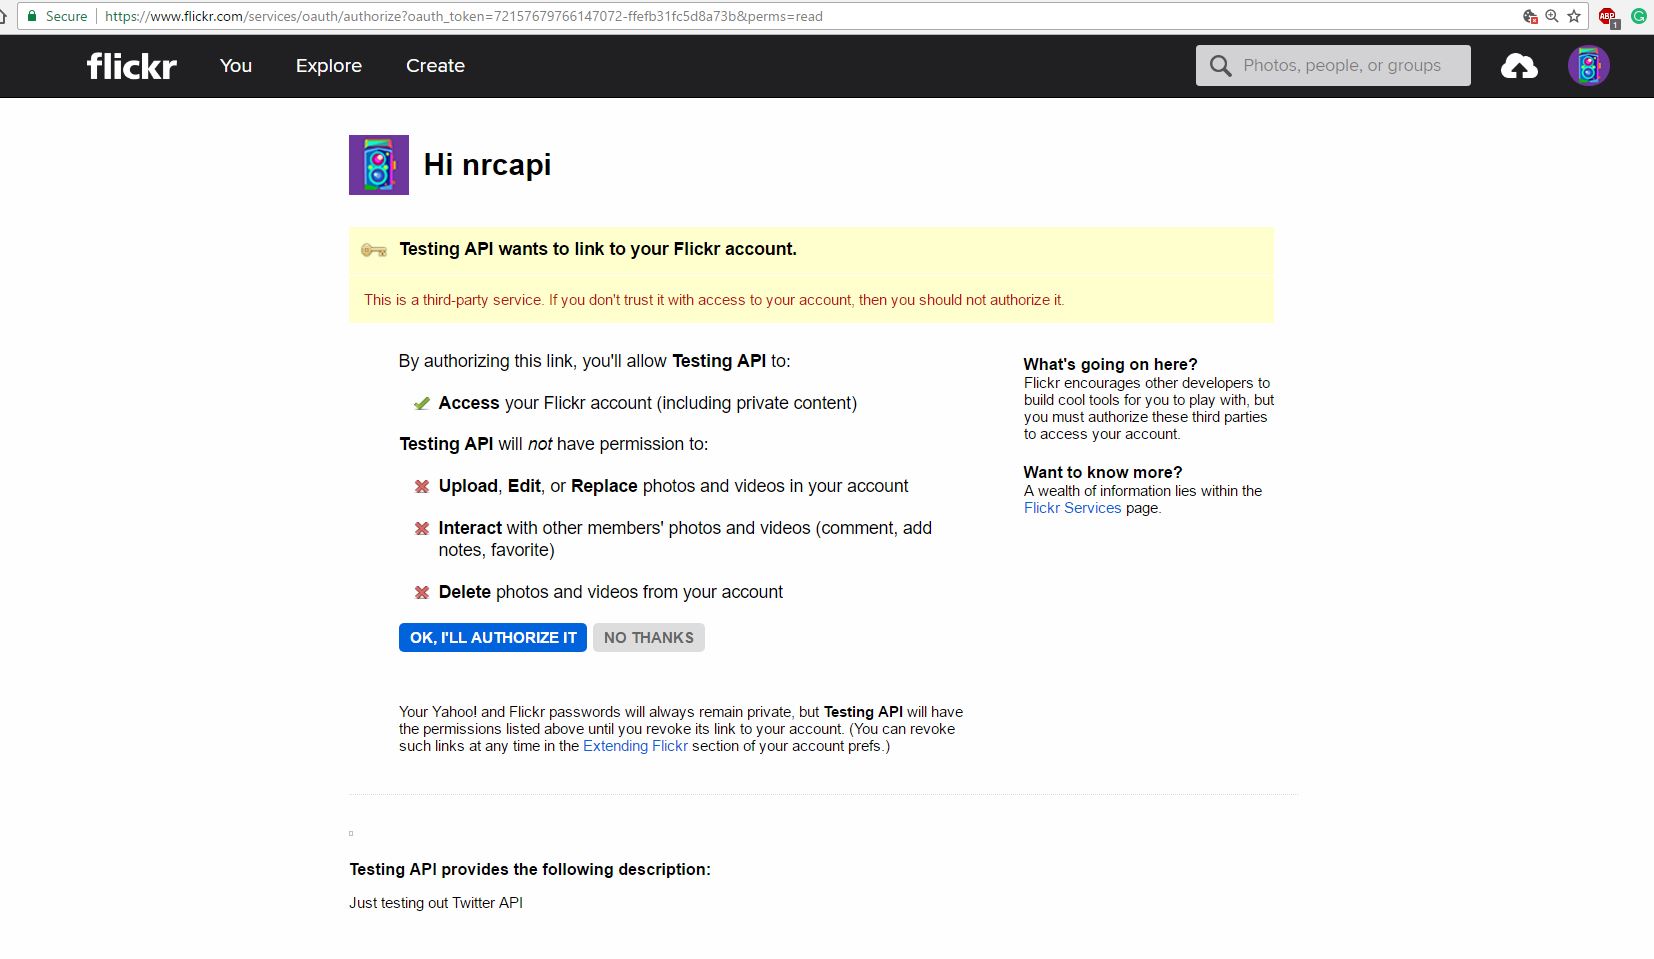 Secure https://www.flickr.com/services/oauth/authorize?oauth_token=72157679766147072-ffefb31fc5d8a73b&perms=read
ABP
1
flickr You Explore Create Photos, people, or groups
Hi nrcapi
Testing API wants to link to your Flickr account.
This is a third-party service. If you don't trust it with access to your account, then you should not authorize it.
By authorizing this link, you'll allow Testing API to:
Access your Flickr account (including private content)
Testing API will not have permission to:
Upload, Edit, or Replace photos and videos in your account
Interact with other members' photos and videos (comment, add
notes, favorite)
Delete photos and videos from your account
OK, I'LL AUTHORIZE IT NO THANKS
Your Yahoo! and Flickr passwords will always remain private, but Testing API will have
the permissions listed above until you revoke its link to your account. (You can revoke
such links at any time in the Extending Flickr section of your account prefs.)
What's going on here?
Flickr encourages other developers to
build cool tools for you to play with, but
you must authorize these third parties
to access your account.
Want to know more?
A wealth of information lies within the
Flickr Services page.
Testing API provides the following description:
Just testing out Twitter API